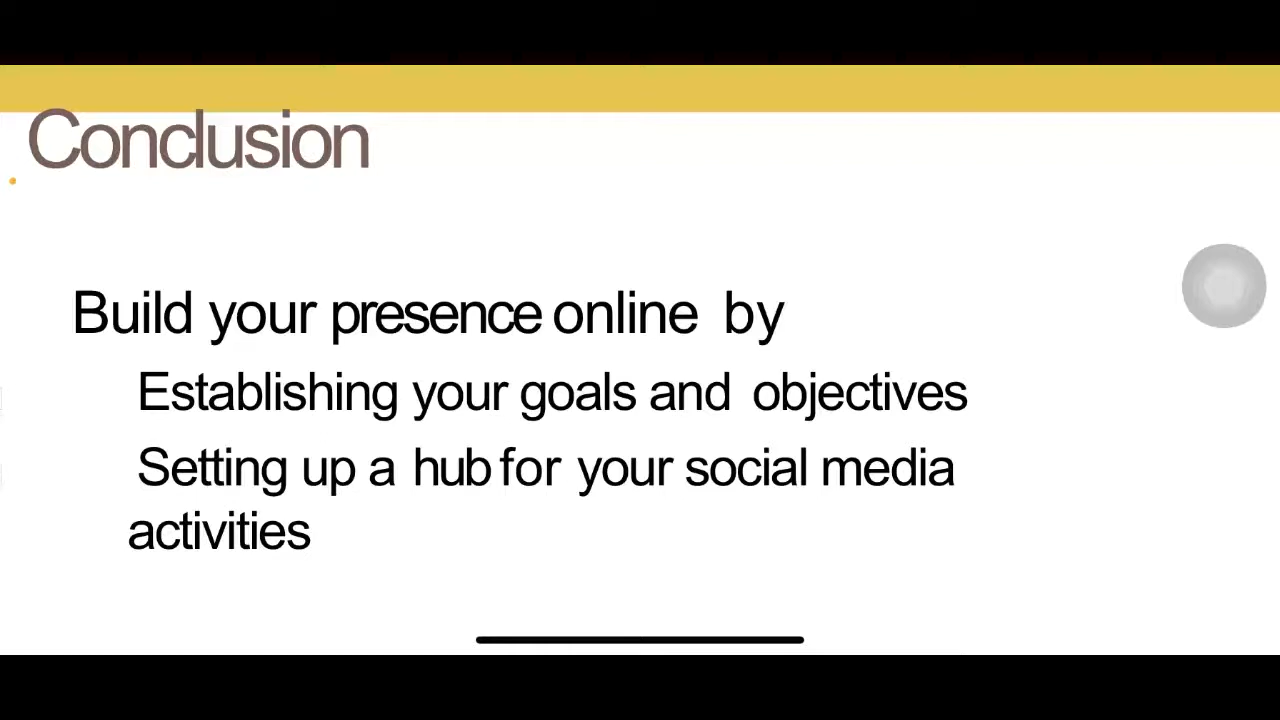 Conclusion
Build your presence online by
Establishing your goals and objectives
Setting up a hub for your social media
activities